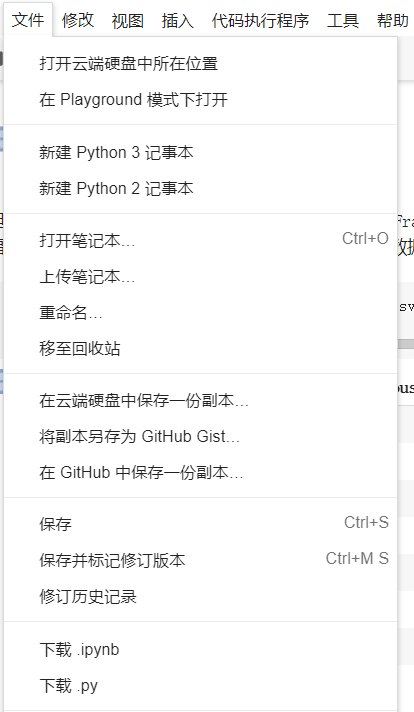 文件 修改 视图 插入 代码执行程序 工具 帮助
打开云端硬盘中所在位置
在 Playground 模式下打开
新建 Python 3 记事本
新建 Python 2 记事本
打开笔记本... Ctrl+O
上传笔记本...
重命名...
移至回收站
在云端硬盘中保存一份副本...
将副本另存为 GitHub Gist...
在 GitHub 中保存一份副本...
保存 Ctrl+S
保存并标记修订版本 Ctrl+M S
修订历史记录
下载 .ipynb
下载 .py